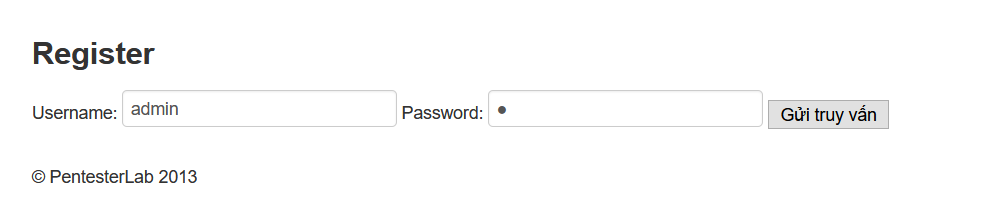 Register
Username: admin Password: • Gửi truy vấn
© PentesterLab 2013